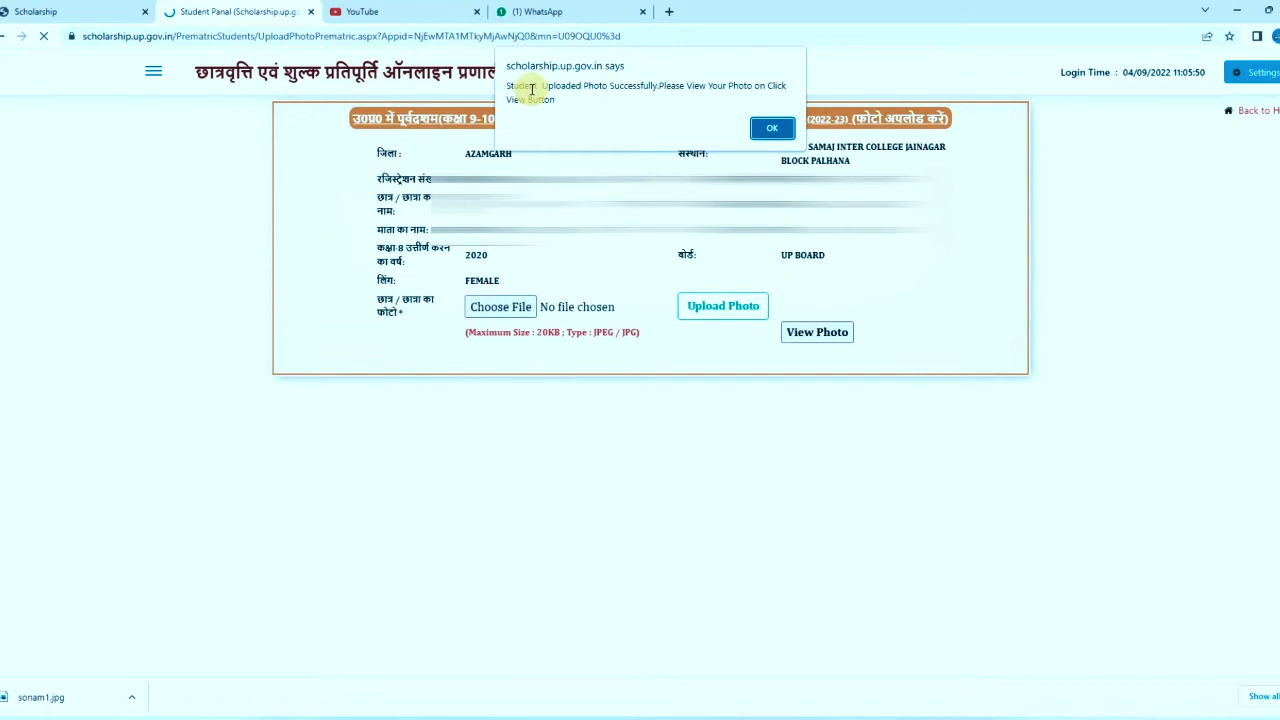 Scholarship
Student Panal (Scholarship.up.g
YouTube
(1) WhatsApp
scholarship.up.gov.in/PrematricStudents/UploadPhotoPrematric.aspx?Appid=NjEwMTA1MTkyMjAwNjQ0&mn=U09OQU0%3d
छात्रवृत्ति एवं शुल्क प्रतिपूर्ति ऑनलाइन प्रणाल
Login Time : 04/09/2022 11:05:50
Settings
scholarship.up.gov.in says
Student Uploaded Photo Successfully.Please View Your Photo on Click
View Button
OK
Back to H
उ0प्र0 में पूर्वदशम(कक्षा 9-10
(2022-23) (फोटो अपलोड करें)
जिला :
AZAMGARH
संस्थान:
SAMAJ INTER COLLEGE JAINAGAR
BLOCK PALHANA
रजिस्ट्रेशन संख
छात्र / छात्रा क
नाम:
माता का नाम:
कक्षा 8 उत्तीर्ण करने
का वर्ष:
2020
बोर्ड:
UP BOARD
लिंग:
FEMALE
छात्र / छात्रा का
फोटो *
Choose File No file chosen
Upload Photo
(Maximum Size : 20KB ; Type : JPEG / JPG)
View Photo
sonam1.jpg
Show all